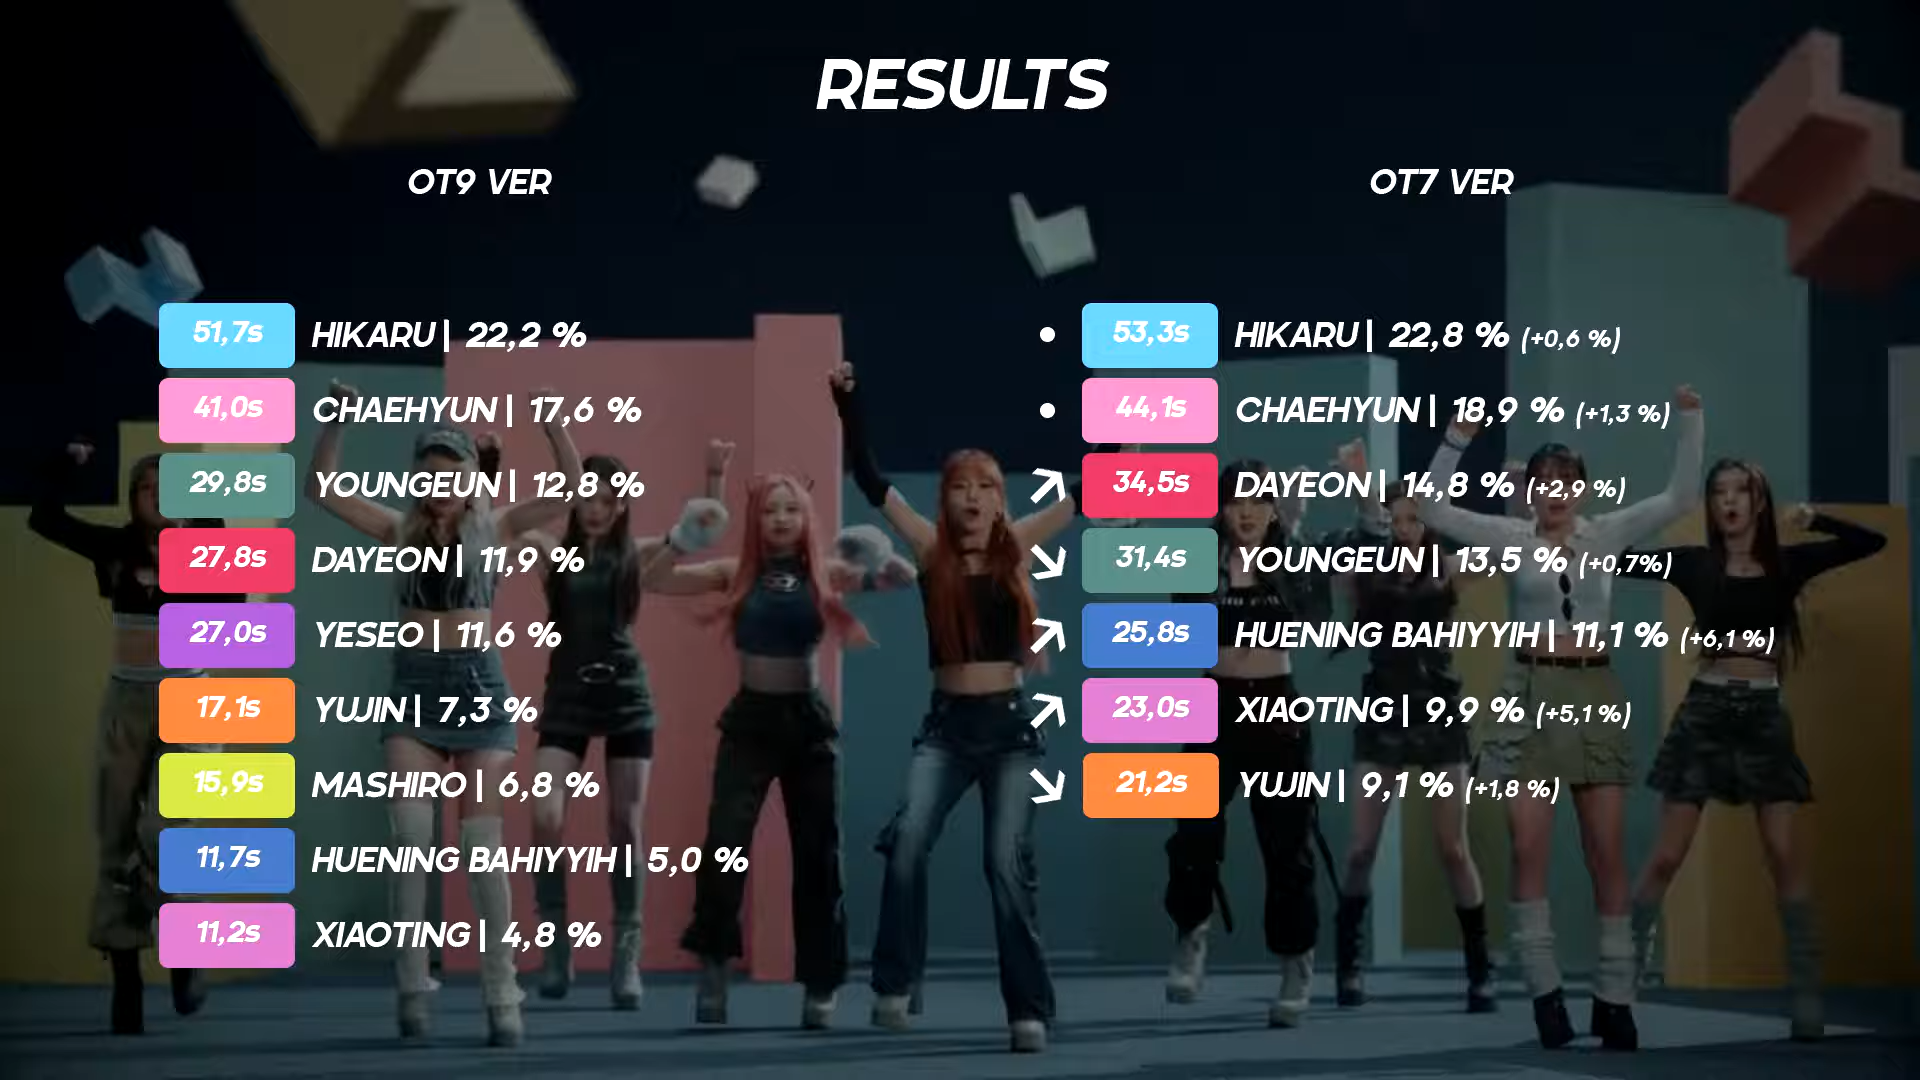 RESULTS
OT9 VER
51,7s HIKARU | 22,2 %
41,0s CHAEHYUN | 17,6 %
29,8s YOUNGEUN | 12,8 %
27,8s DAYEON | 11,9 %
27,0s YESEO | 11,6 %
17,1s YUJIN | 7,3 %
15,9s MASHIRO | 6,8 %
11,7s HUENING BAHIYYIH | 5,0 %
11,2s XIAOTING | 4,8 %
OT7 VER
53,3s HIKARU | 22,8 % (+0,6 %)
44,1s CHAEHYUN | 18,9 % (+1,3 %)
34,5s DAYEON | 14,8 % (+2,9 %)
31,4s YOUNGEUN | 13,5 % (+0,7%)
25,8s HUENING BAHIYYIH | 11,1 % (+6,1 %)
23,0s XIAOTING | 9,9 % (+5,1 %)
21,2s YUJIN | 9,1 % (+1,8 %)